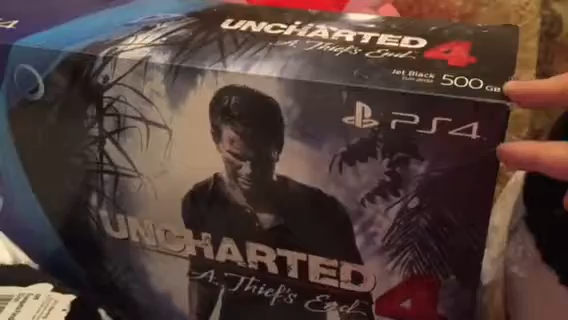 UNCHARTED 4
A Thief's End
Jet Black
500 GB
PS4
UNCHARTED 4
A Thief's End